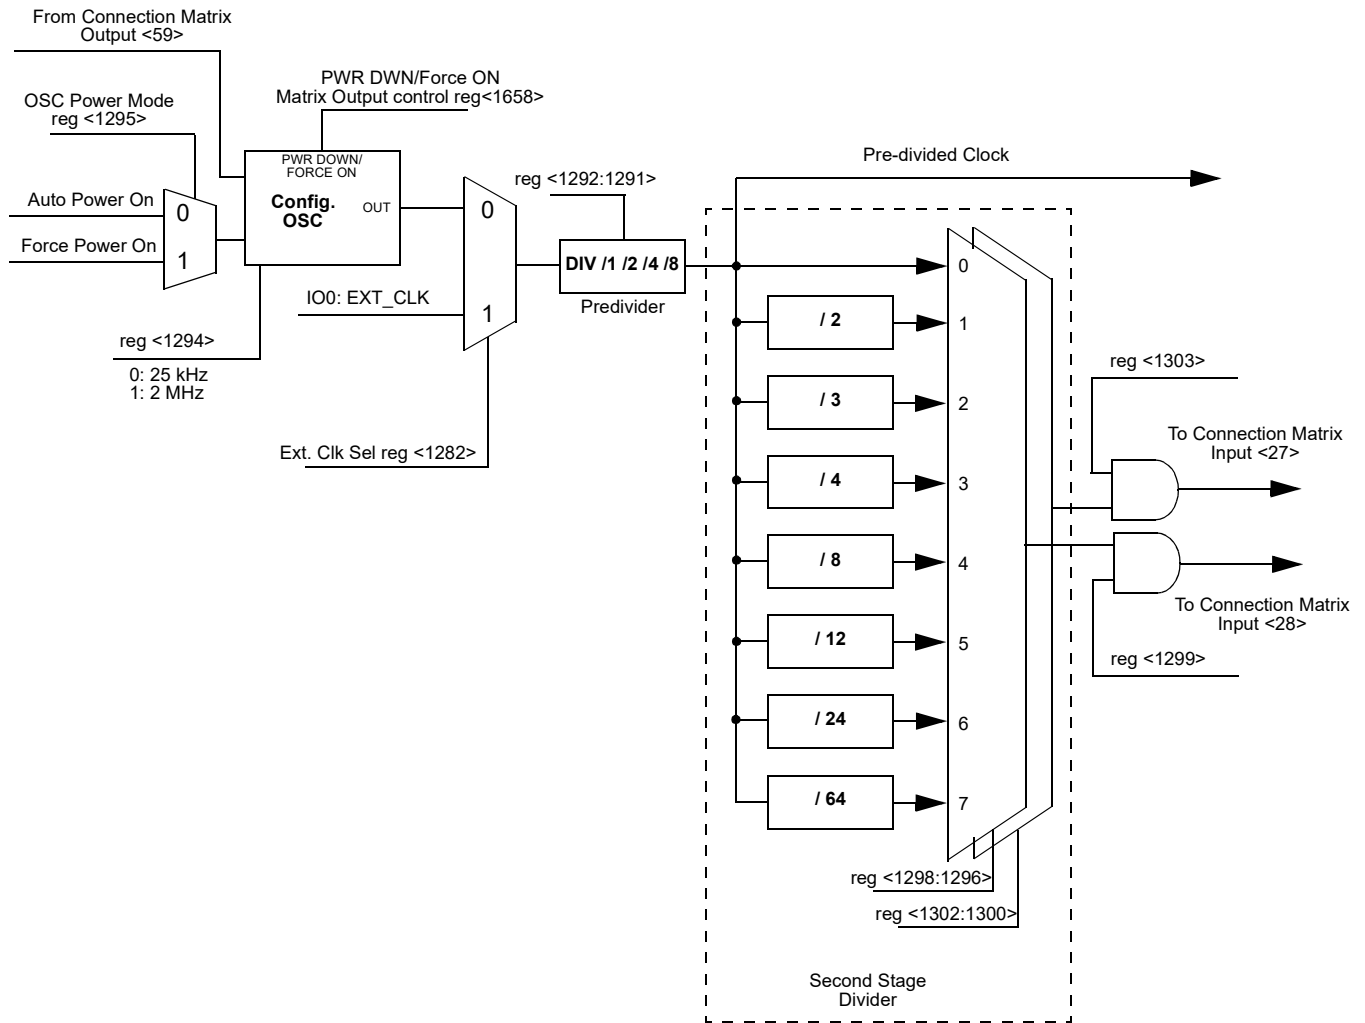 From Connection Matrix
Output <59>
PWR DWN/Force ON
Matrix Output control reg<1658>
OSC Power Mode
reg <1295>
PWR DOWN/
FORCE ON
Config.
OSC
OUT
Auto Power On
0
Force Power On
1
reg <1294>
0: 25 kHz
1: 2 MHz
0
IO0: EXT_CLK
1
Ext. Clk Sel reg <1282>
reg <1292:1291>
DIV /1 /2 /4 /8
Predivider
Pre-divided Clock
0
/ 2
1
/ 3
2
/ 4
3
/ 8
4
/ 12
5
/ 24
6
/ 64
7
reg <1298:1296>
reg <1302:1300>
Second Stage
Divider
reg <1303>
To Connection Matrix
Input <27>
To Connection Matrix
Input <28>
reg <1299>